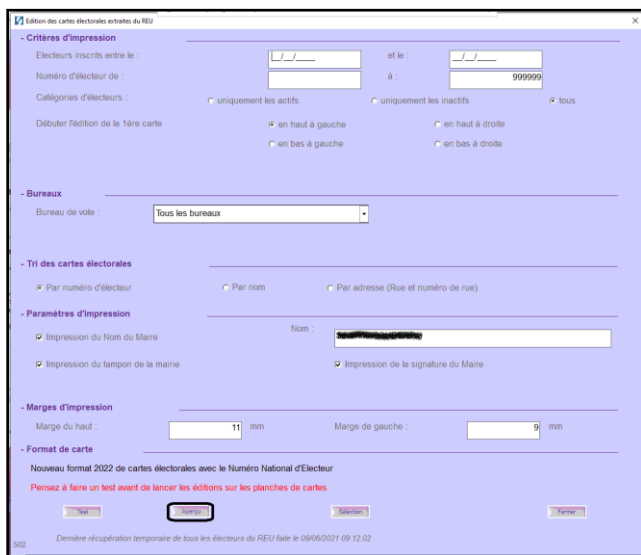 Edition des cartes électorales extraites du REU
- Critères d'impression
Electeurs inscrits entre le : __/__/____ et le : __/__/____
Numéro d'électeur de : à : 999999
Catégories d'électeurs : uniquement les actifs uniquement les inactifs tous
Débuter l'édition de la 1ère carte en haut à gauche en haut à droite
en bas à gauche en bas à droite
- Bureaux
Bureau de vote : Tous les bureaux
- Tri des cartes électorales
Par numéro d'électeur Par nom Par adresse (Rue et numéro de rue)
- Paramètres d'impression
Impression du Nom du Maire Nom :
Impression du tampon de la mairie Impression de la signature du Maire
- Marges d'impression
Marge du haut : 11 mm Marge de gauche : 9 mm
- Format de carte
Nouveau format 2022 de cartes électorales avec le Numéro National d'Electeur
Pensez à faire un test avant de lancer les éditions sur les planches de cartes
Test Aperçu Sélection Fermer
502 Dernière récupération temporaire de tous les électeurs du REU faite le 09/06/2021 09:12:02